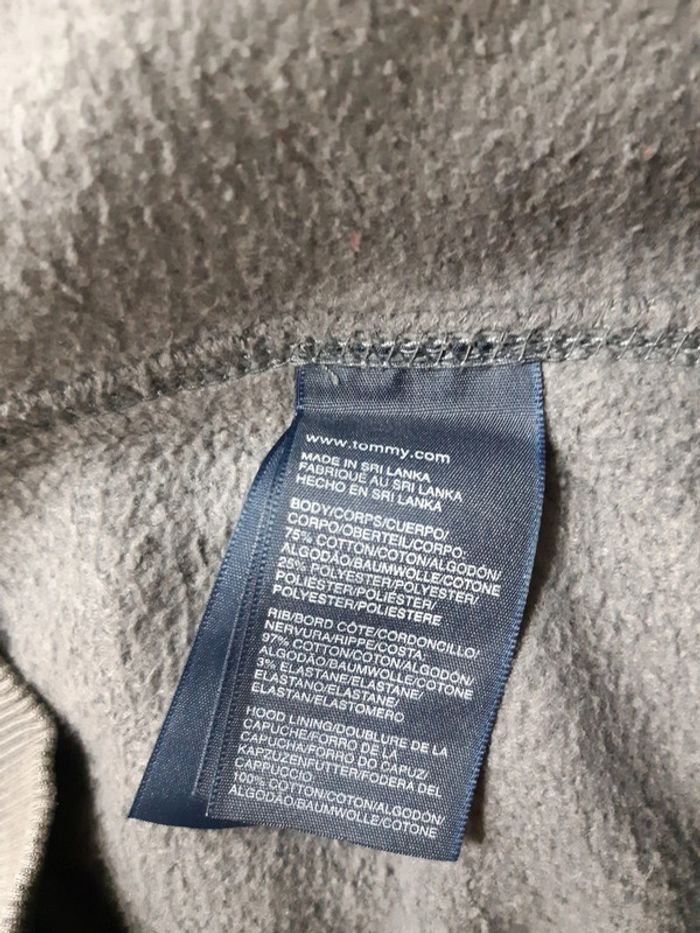 www.tommy.com
MADE IN SRI LANKA
FABRIQUE AU SRI LANKA
HECHO EN SRI LANKA
BODY/CORPS/CUERPO/
CORPO/OBERTEIL/CORPO.
75% COTTON/COTON/ALGODÓN/
ALGODÃO/BAUMWOLLE/COTONE
25% POLYESTER/POLYESTER/
POLIÉSTER/POLIÉSTER/
POLYESTER/POLIESTERE
RIB/BORD CÔTE/CORDONCILLO/
NERVURA/RIPPE/COSTA
97% COTTON/COTON/ALGODÓN/
ALGODÃO/BAUMWOLLE/COTONE
3% ELASTANE/ELASTANE/
ELASTANO/ELASTANE/
ELASTAN/ELASTOMERO
HOOD LINING/DOUBLURE DE LA
CAPUCHE/FORRO DE LA
CAPUCHA/FORRO DO CAPUZ/
KAPZUZENFUTTER/FODERA DEL
CAPPUCCIO.
100% COTTON/COTON/ALGODÓN/
ALGODÃO/BAUMWOLLE/COTONE